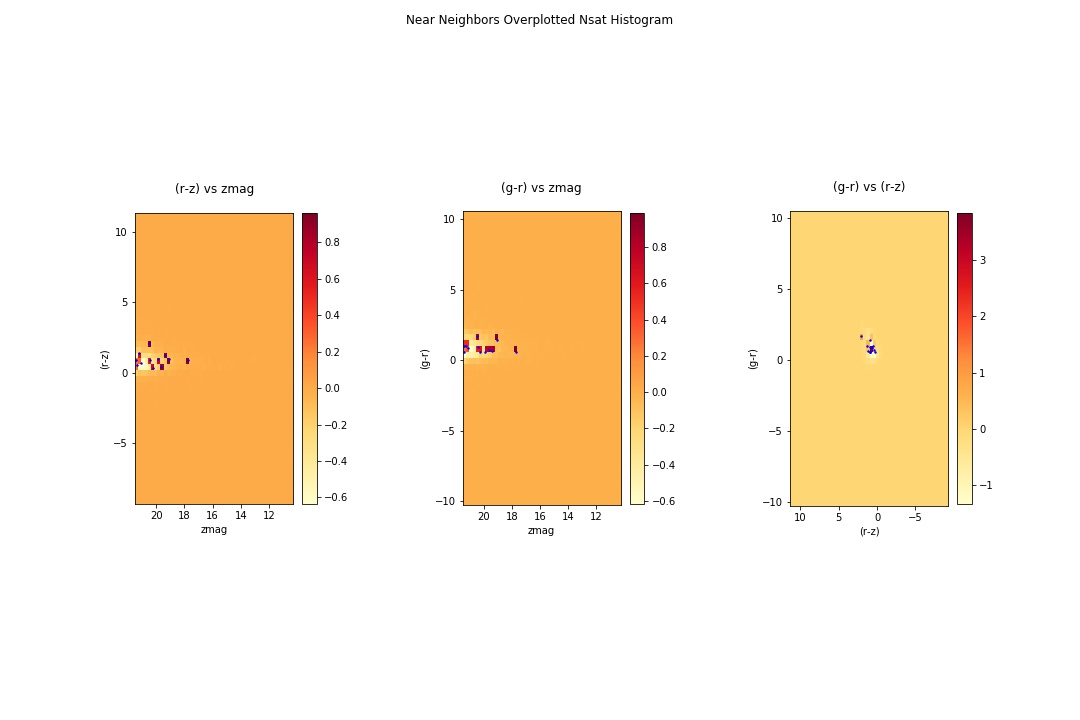 Near Neighbors Overplotted Nsat Histogram
(r-z) vs zmag
10
5
0
−5
(r-z)
20 18 16 14 12
zmag
0.8
0.6
0.4
0.2
0.0
−0.2
−0.4
−0.6
(g-r) vs zmag
10
5
0
−5
−10
(g-r)
20 18 16 14 12
zmag
0.8
0.6
0.4
0.2
0.0
−0.2
−0.4
−0.6
(g-r) vs (r-z)
10
5
0
−5
−10
(g-r)
10 5 0 −5
(r-z)
3
2
1
0
−1